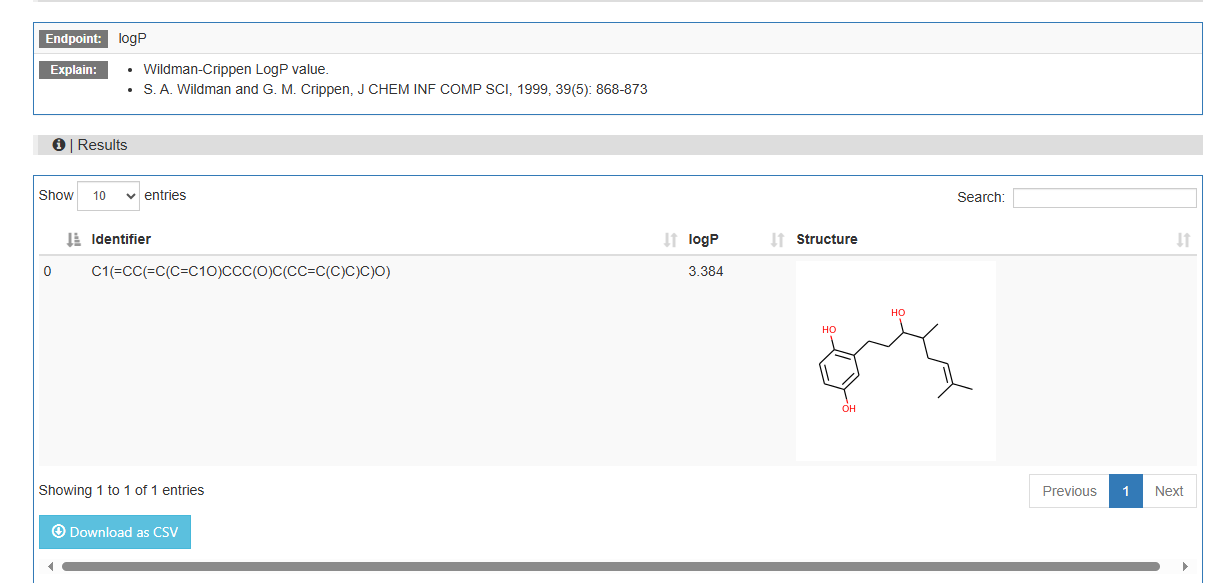 Endpoint: logP
Explain: • Wildman-Crippen LogP value.
• S. A. Wildman and G. M. Crippen, J CHEM INF COMP SCI, 1999, 39(5): 868-873
| Results
Show 10 entries Search:
Identifier logP Structure
0 C1(=CC(=C(C=C1O)CCC(O)C(CC=C(C)C)C)O) 3.384
HO
HO
OH
Showing 1 to 1 of 1 entries Previous 1 Next
Download as CSV